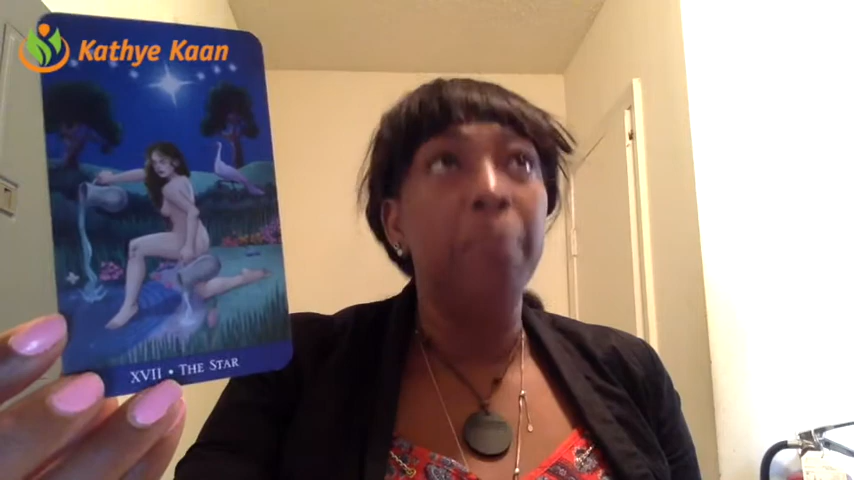 Kathye Kaan
XVII • The Star